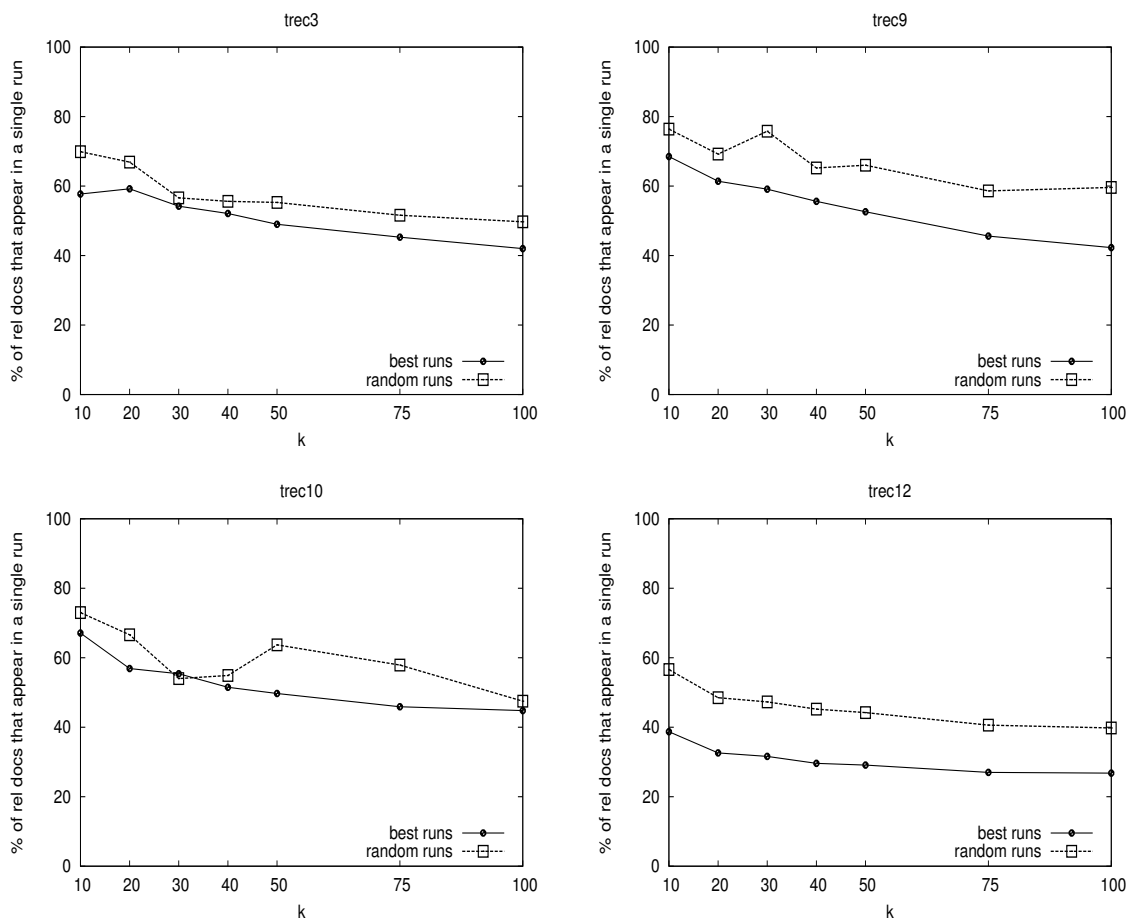 trec3
% of rel docs that appear in a single run
100
80
60
40
20
0
best runs
random runs
10 20 30 40 50 75 100
k
trec9
% of rel docs that appear in a single run
100
80
60
40
20
0
best runs
random runs
10 20 30 40 50 75 100
k
trec10
% of rel docs that appear in a single run
100
80
60
40
20
0
best runs
random runs
10 20 30 40 50 75 100
k
trec12
% of rel docs that appear in a single run
100
80
60
40
20
0
best runs
random runs
10 20 30 40 50 75 100
k